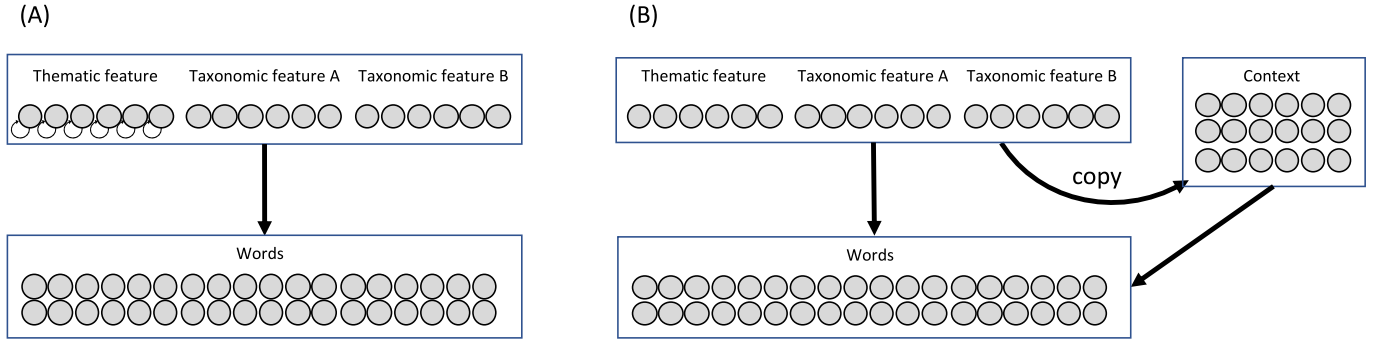 (A)
Thematic feature Taxonomic feature A Taxonomic feature B
Words
(B)
Thematic feature Taxonomic feature A Taxonomic feature B
Context
copy
Words